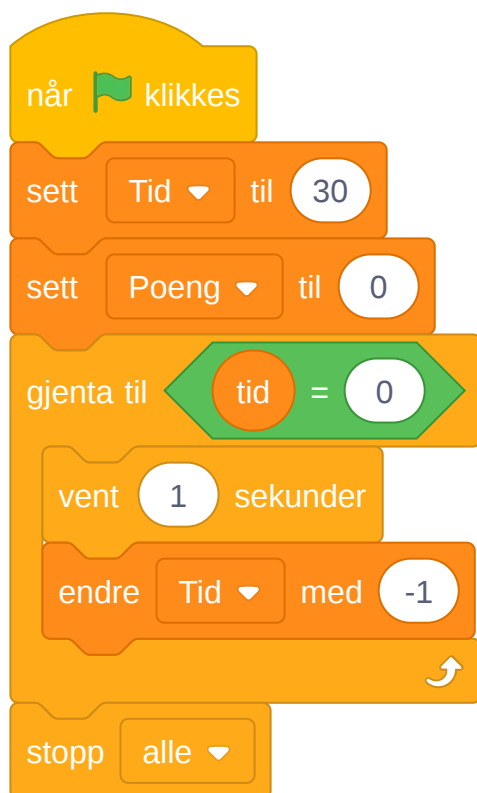 når klikkes
sett Tid til 30
sett Poeng til 0
gjenta til tid = 0
vent 1 sekunder
endre Tid med -1
stopp alle